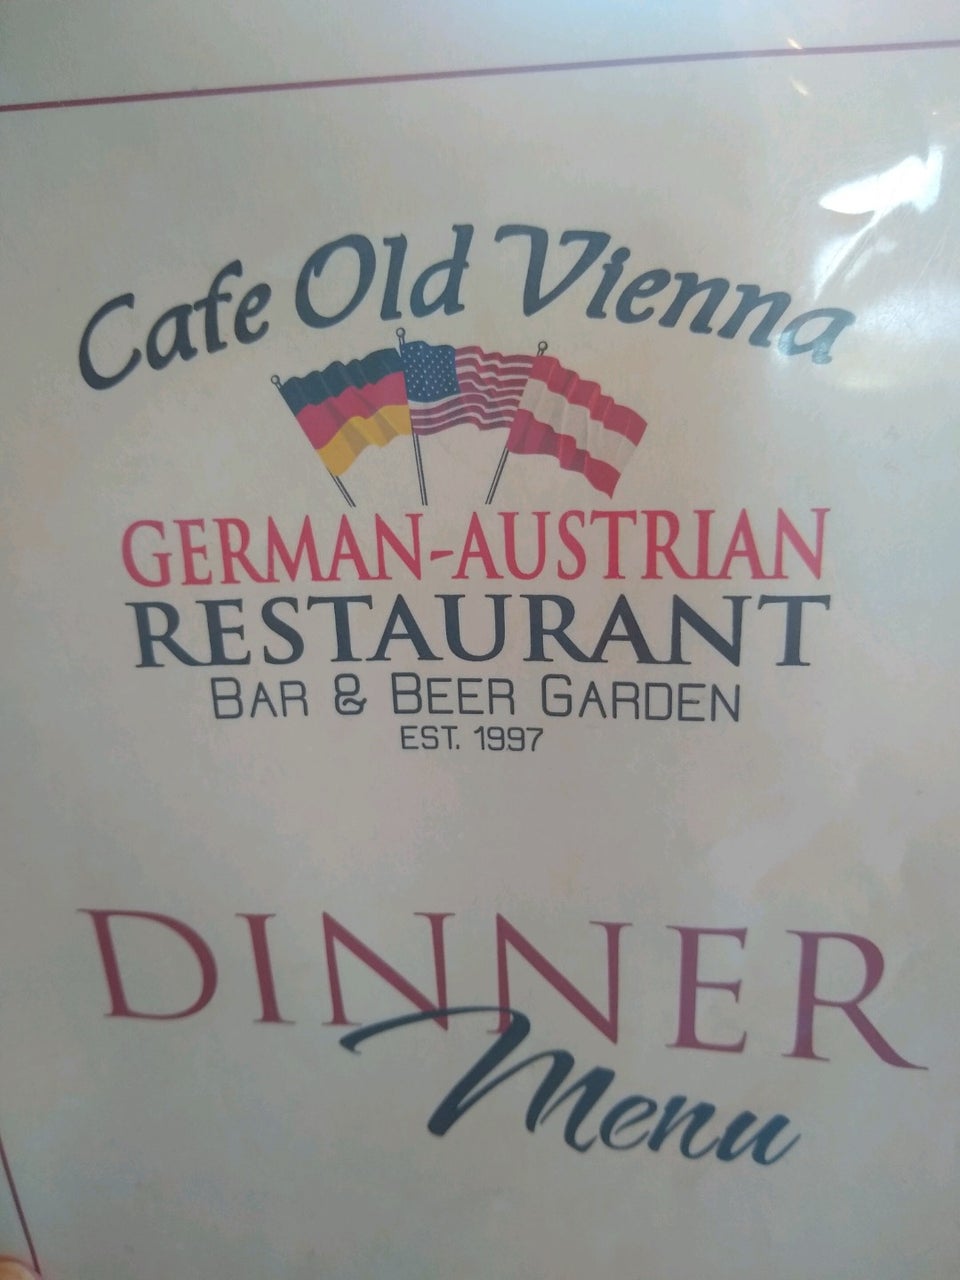 Cafe Old Vienna
GERMAN-AUSTRIAN
RESTAURANT
BAR & BEER GARDEN
EST. 1997
DINNER
Menu